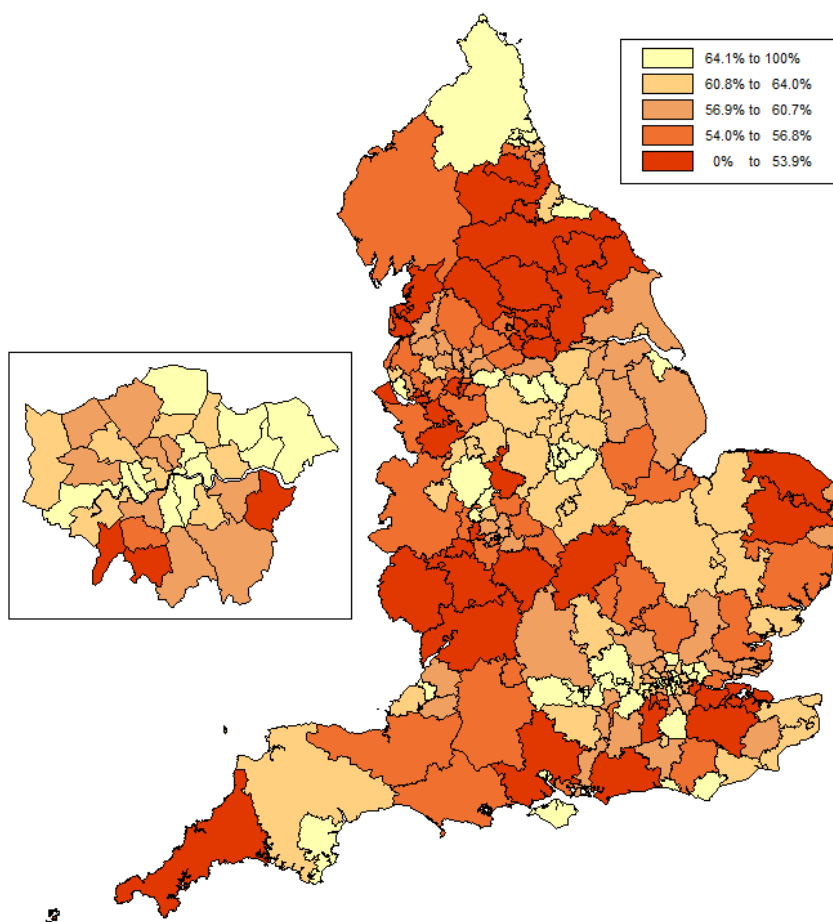 64.1% to 100%
60.8% to 64.0%
56.9% to 60.7%
54.0% to 56.8%
0% to 53.9%